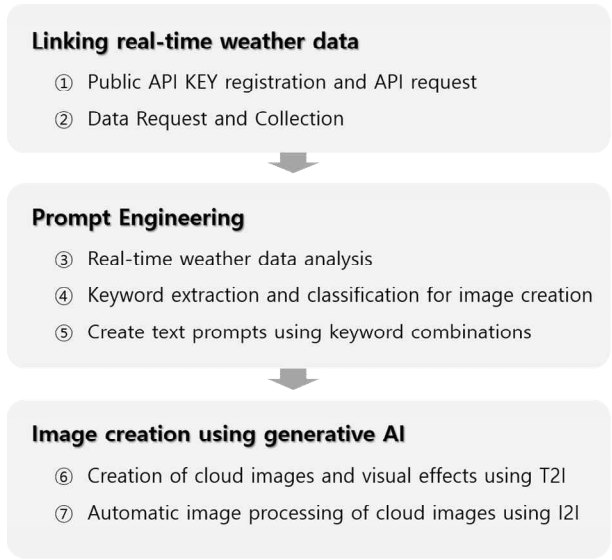 Linking real-time weather data
① Public API KEY registration and API request
② Data Request and Collection
Prompt Engineering
③ Real-time weather data analysis
④ Keyword extraction and classification for image creation
⑤ Create text prompts using keyword combinations
Image creation using generative AI
⑥ Creation of cloud images and visual effects using T2I
⑦ Automatic image processing of cloud images using I2I